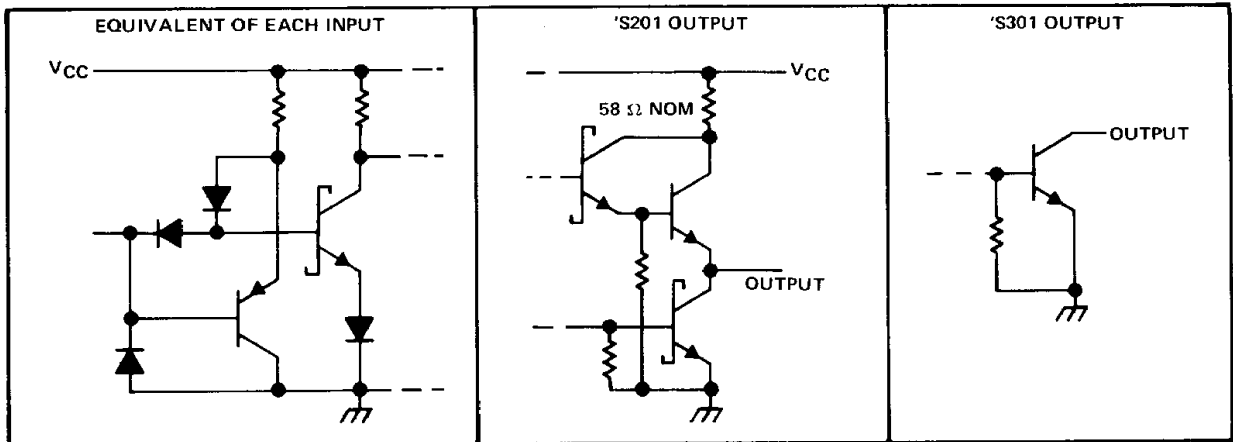 EQUIVALENT OF EACH INPUT
VCC
'S201 OUTPUT
VCC
58 Ω NOM
OUTPUT
'S301 OUTPUT
OUTPUT